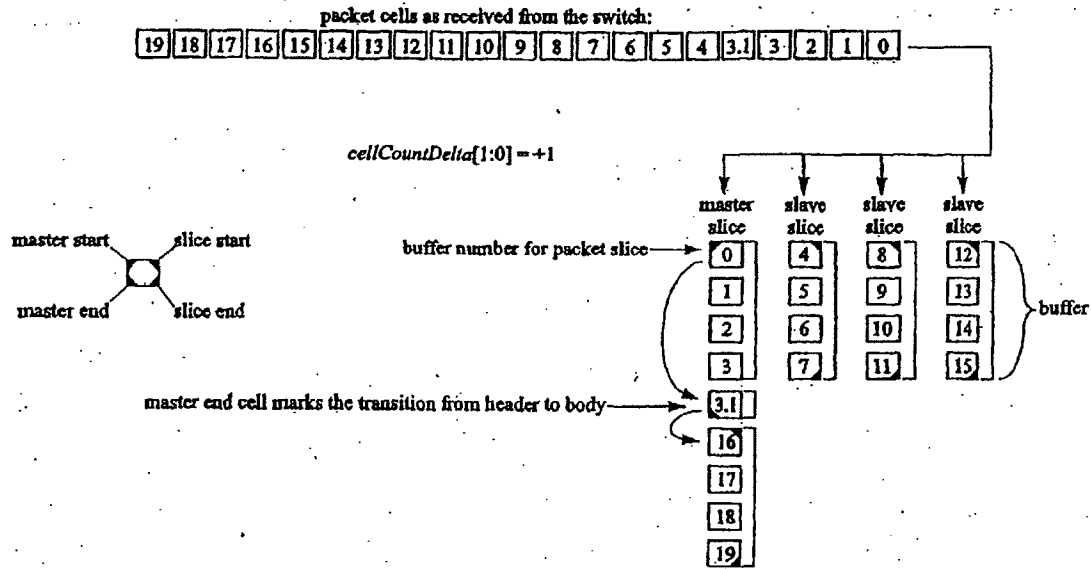 packet cells as received from the switch:
19 18 17 16 15 14 13 12 11 10 9 8 7 6 5 4 3.1 3 2 1 0
cellCountDelta[1:0] = +1
master slice
slave slice
slave slice
slave slice
master start
slice start
master end
slice end
buffer number for packet slice
0 4 8 12
1 5 9 13
buffer
2 6 10 14
3 7 11 15
master end cell marks the transition from header to body
3.1
16
17
18
19